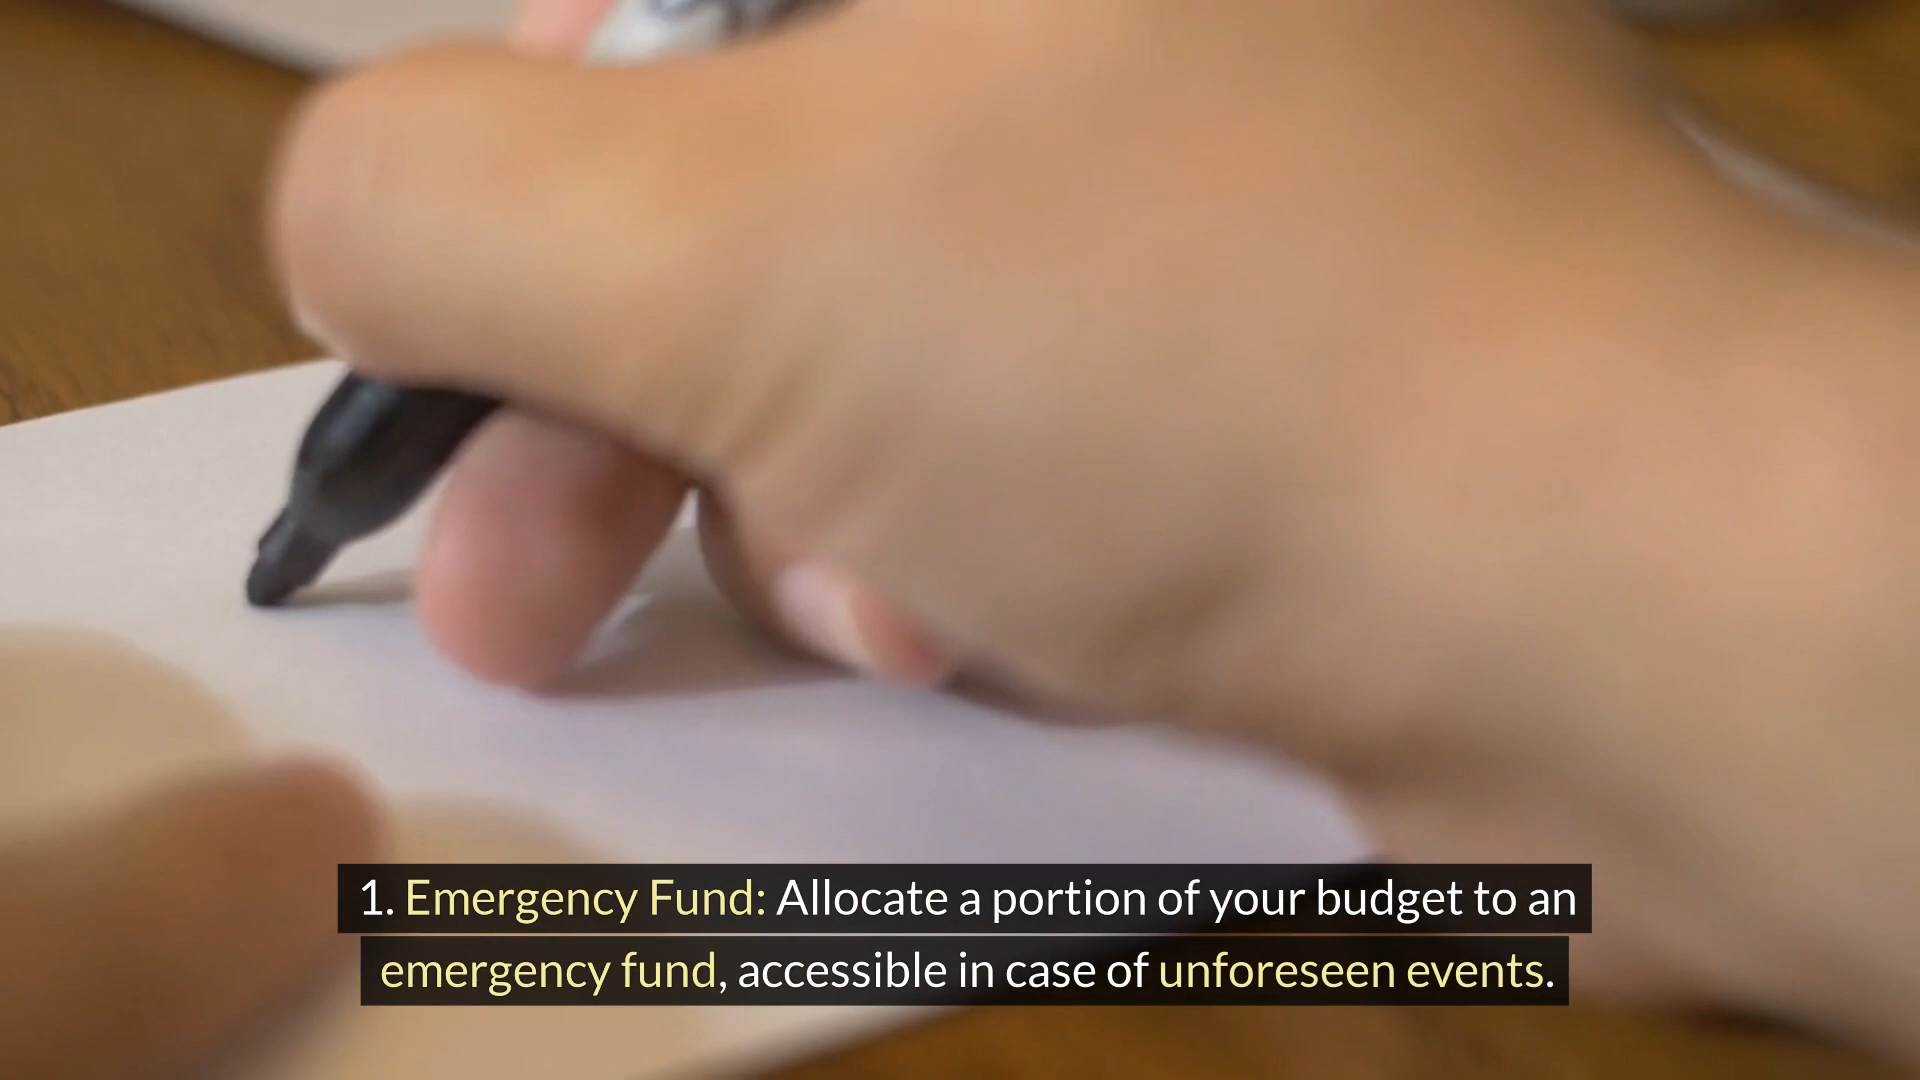 1. Emergency Fund: Allocate a portion of your budget to an
emergency fund, accessible in case of unforeseen events.